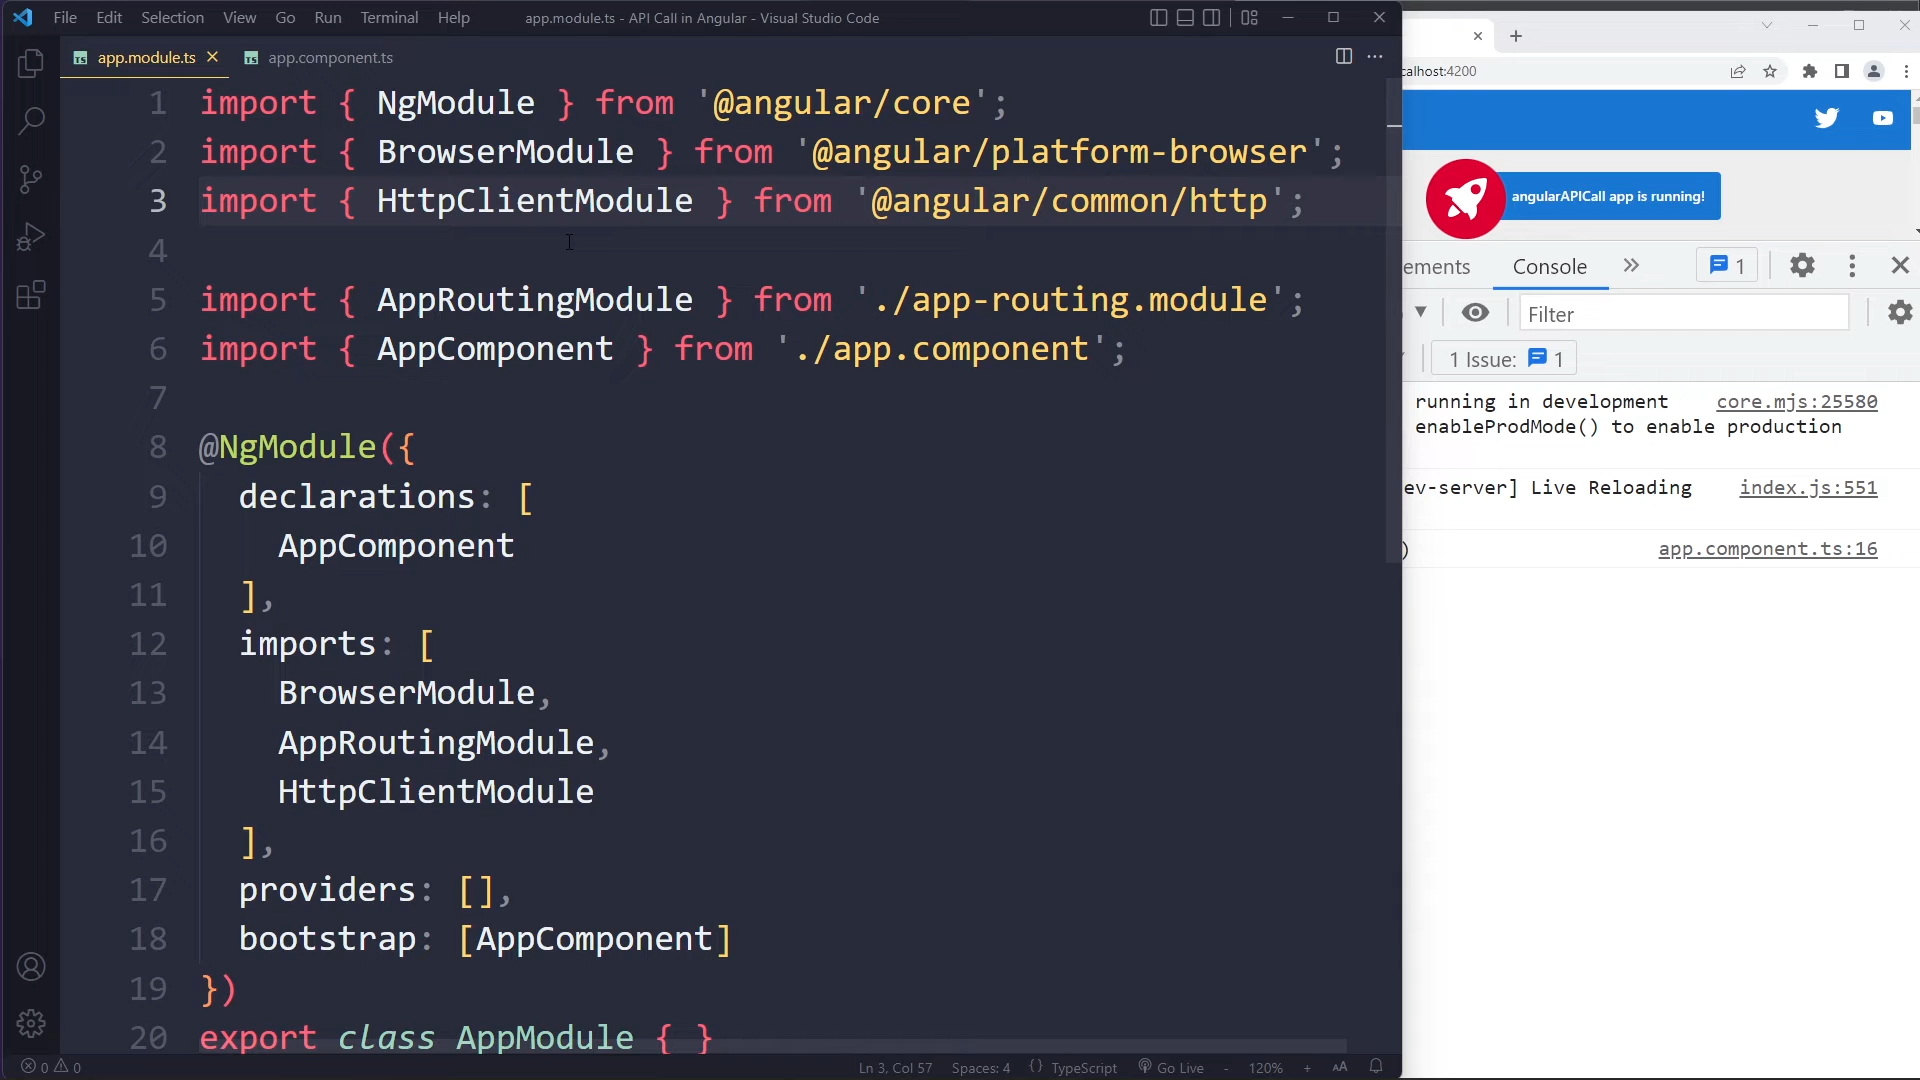 File Edit Selection View Go Run Terminal Help
app.module.ts - API Call in Angular - Visual Studio Code
app.module.ts
app.component.ts
1 import { NgModule } from '@angular/core';
2 import { BrowserModule } from '@angular/platform-browser';
3 import { HttpClientModule } from '@angular/common/http';
4
5 import { AppRoutingModule } from './app-routing.module';
6 import { AppComponent } from './app.component';
7
8 @NgModule({
9 declarations: [
10 AppComponent
11 ],
12 imports: [
13 BrowserModule,
14 AppRoutingModule,
15 HttpClientModule
16 ],
17 providers: [],
18 bootstrap: [AppComponent]
19 })
20 export class AppModule { }
0 0
Ln 3, Col 57 Spaces: 4 {} TypeScript Go Live - 120% + AA
calhost:4200
angularAPICall app is running!
ements Console 1
Filter
1 Issue: 1
running in development core.mjs:25580
enableProdMode() to enable production
ev-server] Live Reloading index.js:551
) app.component.ts:16